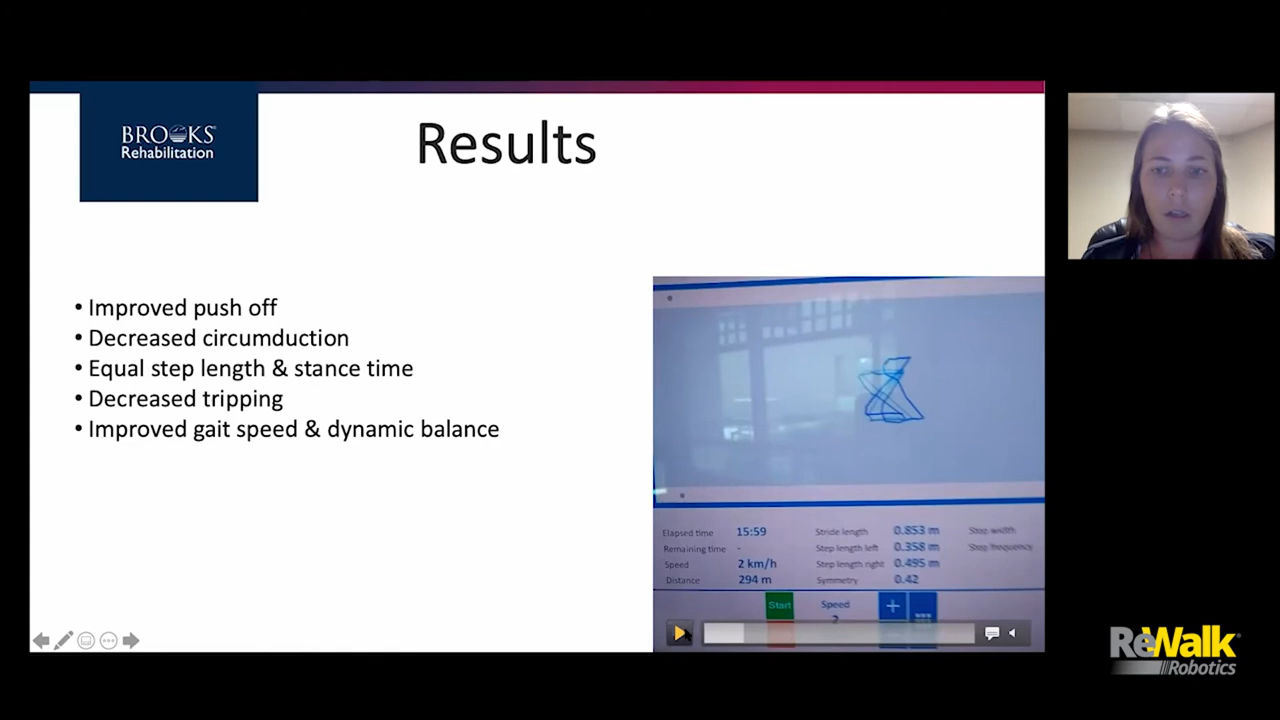 BROOKS
Rehabilitation
Results
• Improved push off
• Decreased circumduction
• Equal step length & stance time
• Decreased tripping
• Improved gait speed & dynamic balance
Elapsed time 15:59 Stride length 0.853 m Step width
Remaining time - Step length left 0.358 m Step frequency
Speed 2 km/h Step length right 0.495 m
Distance 294 m Symmetry 0.42
Start Speed +
2
ReWalk
Robotics